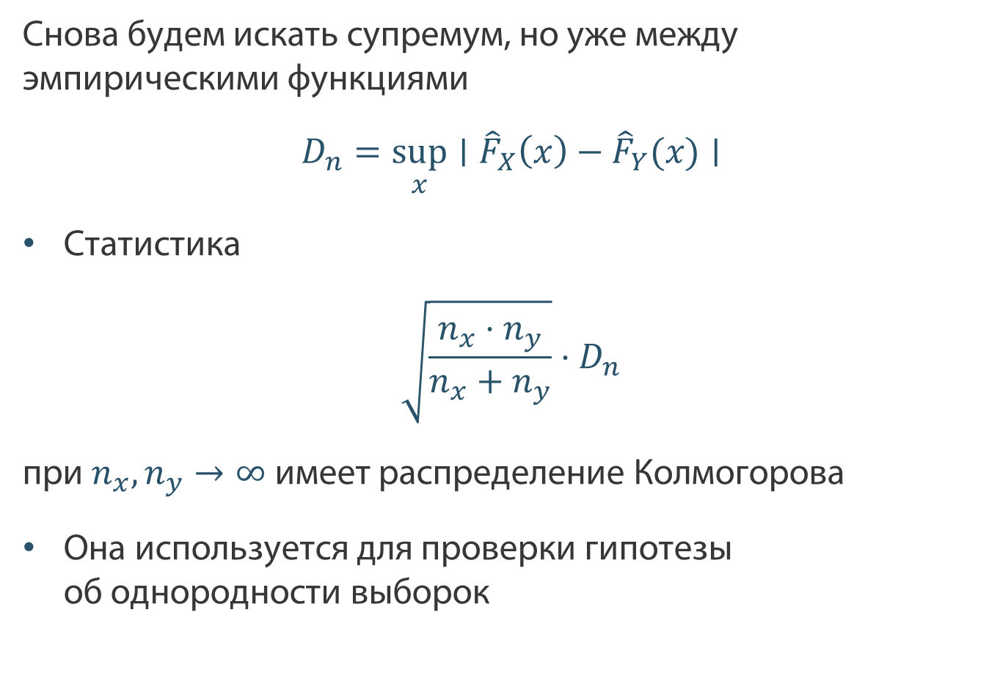 Снова будем искать супремум, но уже между
эмпирическими функциями
$D_n = \sup_x | \hat{F}_X(x) - \hat{F}_Y(x) |$
• Статистика
$\sqrt{\frac{n_x \cdot n_y}{n_x + n_y}} \cdot D_n$
при $n_x, n_y \to \infty$ имеет распределение Колмогорова
• Она используется для проверки гипотезы
об однородности выборок